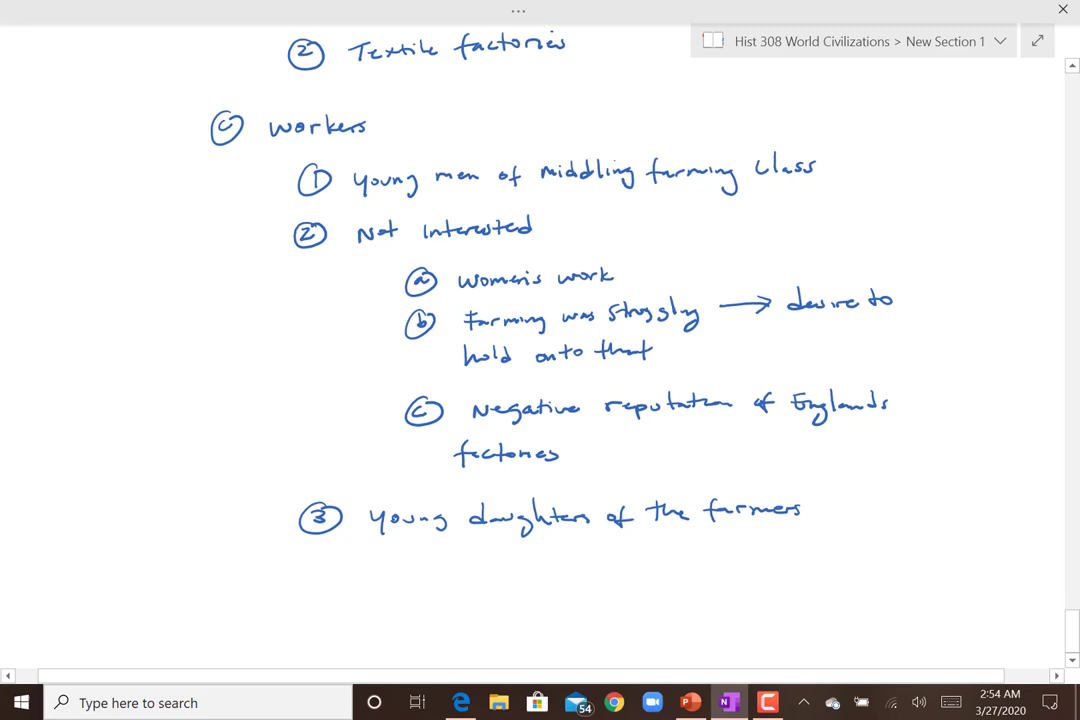 Hist 308 World Civilizations > New Section 1
② Textile factories
Ⓒ Workers
① Young men of middling farming class
② Not interested
ⓐ Women's work
ⓑ Farming was struggling → desire to
hold onto that
ⓒ Negative reputation of Englands
factories
③ Young daughters of the farmers
Type here to search
54
2:54 AM
3/27/2020